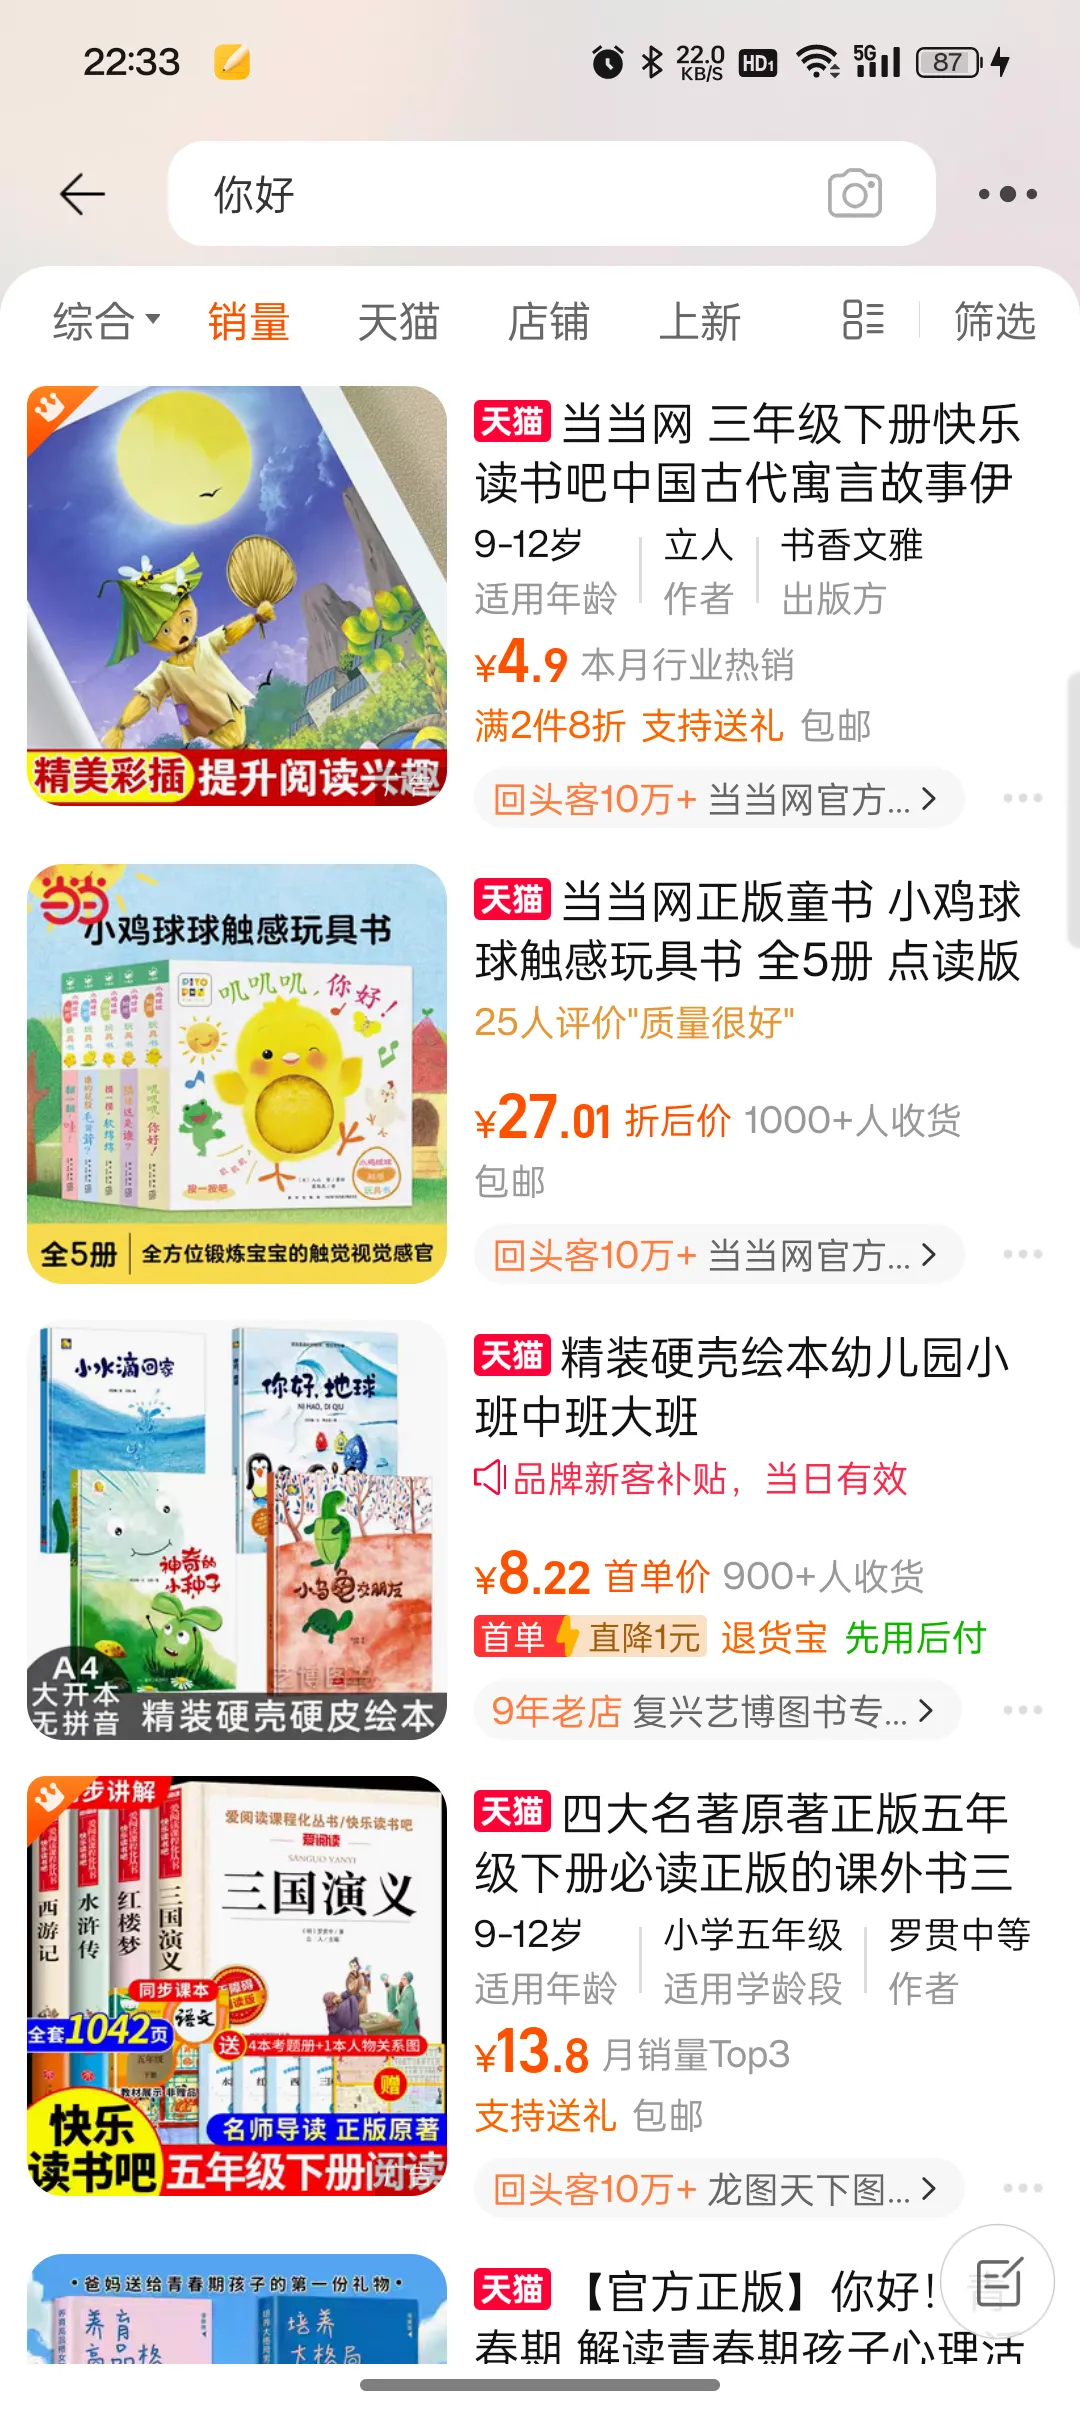 22:33
22.0
KB/S
HD1
5G
87
你好
综合
销量
天猫
店铺
上新
筛选
天猫 当当网 三年级下册快乐
读书吧中国古代寓言故事伊
9-12岁 立人 书香文雅
适用年龄 作者 出版方
¥4.9 本月行业热销
满2件8折 支持送礼 包邮
回头客10万+ 当当网官方...
精美彩插 提升阅读兴趣
当当
小鸡球球触感玩具书
叽叽叽,你好!
按一按吧
全5册 全方位锻炼宝宝的触觉视觉感官
天猫 当当网正版童书 小鸡球
球触感玩具书 全5册 点读版
25人评价"质量很好"
¥27.01 折后价 1000+人收货
包邮
回头客10万+ 当当网官方...
小水滴回家
你好,地球
NI HAO, DI QIU
神奇的
小种子
小乌龟交朋友
A4
大开本
无拼音
精装硬壳硬皮绘本
天猫 精装硬壳绘本幼儿园小
班中班大班
品牌新客补贴，当日有效
¥8.22 首单价 900+人收货
首单 直降1元 退货宝 先用后付
9年老店 复兴艺博图书专...
步讲解
爱阅读课程化丛书/快乐读书吧
爱阅读
SANGUO YANYI
三国演义
西游记
水浒传
红楼梦
三国演义
同步课本
语文
全套1042页
送 4本考题册+1本人物关系图
赠
教材展示 非赠品
名师导读 正版原著
快乐
读书吧
五年级下册阅读
天猫 四大名著原著正版五年
级下册必读正版的课外书三
9-12岁 小学五年级 罗贯中等
适用年龄 适用学龄段 作者
¥13.8 月销量Top3
支持送礼 包邮
回头客10万+ 龙图天下图...
·爸妈送给青春期孩子的第一份礼物·
养育
高品格
培养
大格局
天猫 【官方正版】你好!青
春期 解读青春期孩子心理活